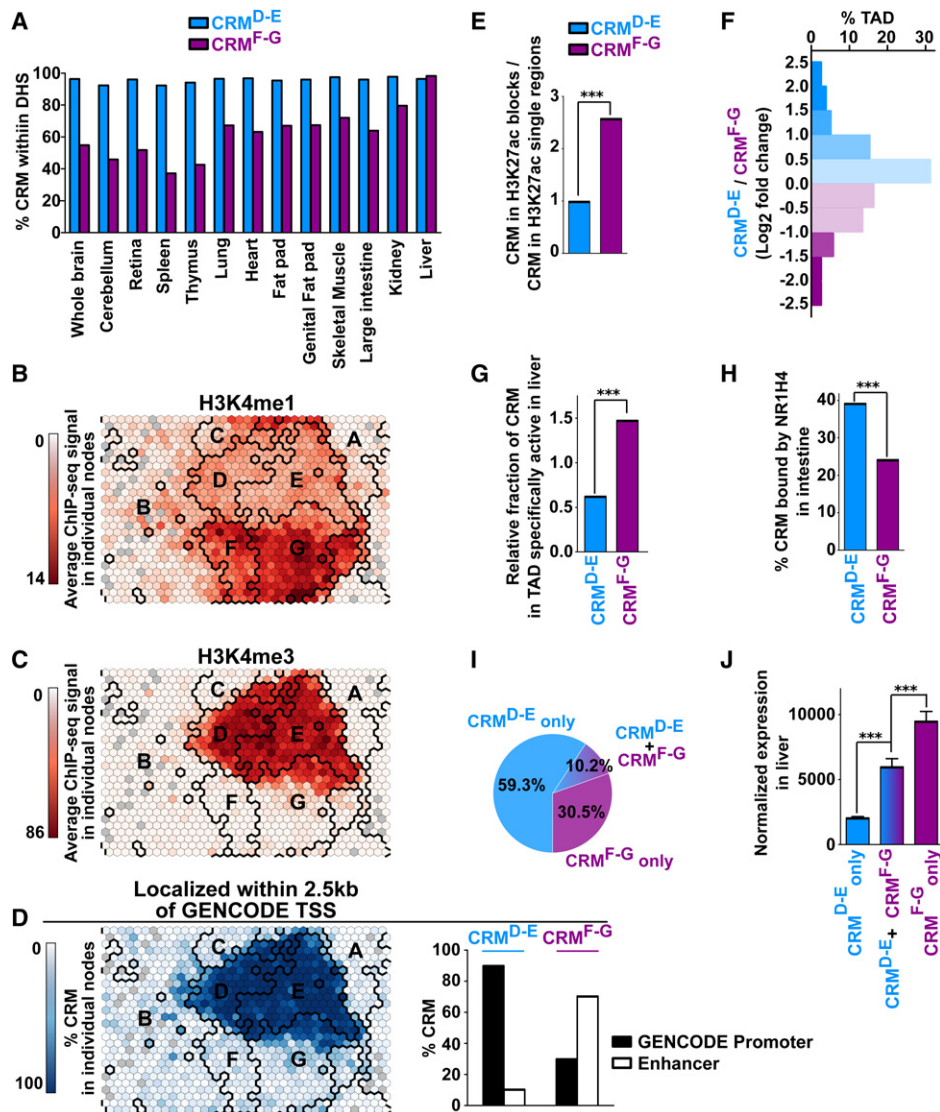 A
CRM^D-E
CRM^F-G
% CRM withiin DHS
100
80
60
40
20
0
Whole brain
Cerebellum
Retina
Spleen
Thymus
Lung
Heart
Fat pad
Genital Fat pad
Skeletal Muscle
Large intestine
Kidney
Liver
E
CRM^D-E
CRM^F-G
CRM in H3K27ac blocks /
CRM in H3K27ac single regions
3
2
1
0
***
F
% TAD
0 10 20 30
CRM^D-E / CRM^F-G
(Log2 fold change)
2.5
2.0
1.5
1.0
0.5
0.0
-0.5
-1.0
-1.5
-2.0
-2.5
B
H3K4me1
0
14
Average ChIP-seq signal
in individual nodes
C
A
D
E
B
F
G
G
Relative fraction of CRM
in TAD specifically active in liver
1.5
1.0
0.5
0.0
***
CRM^D-E
CRM^F-G
H
% CRM bound by NR1H4
in intestine
40
30
20
10
0
***
CRM^D-E
CRM^F-G
C
H3K4me3
0
86
Average ChIP-seq signal
in individual nodes
C
A
D
E
B
F
G
I
CRM^D-E only
CRM^D-E
+
CRM^F-G
59.3%
10.2%
30.5%
CRM^F-G only
J
Normalized expression
in liver
10000
5000
0
***
***
CRM^D-E only
CRM^D-E + CRM^F-G
CRM^F-G only
D
Localized within 2.5kb
of GENCODE TSS
0
100
% CRM
in individual nodes
C
A
D
E
B
F
G
CRM^D-E
CRM^F-G
% CRM
100
80
60
40
20
0
GENCODE Promoter
Enhancer